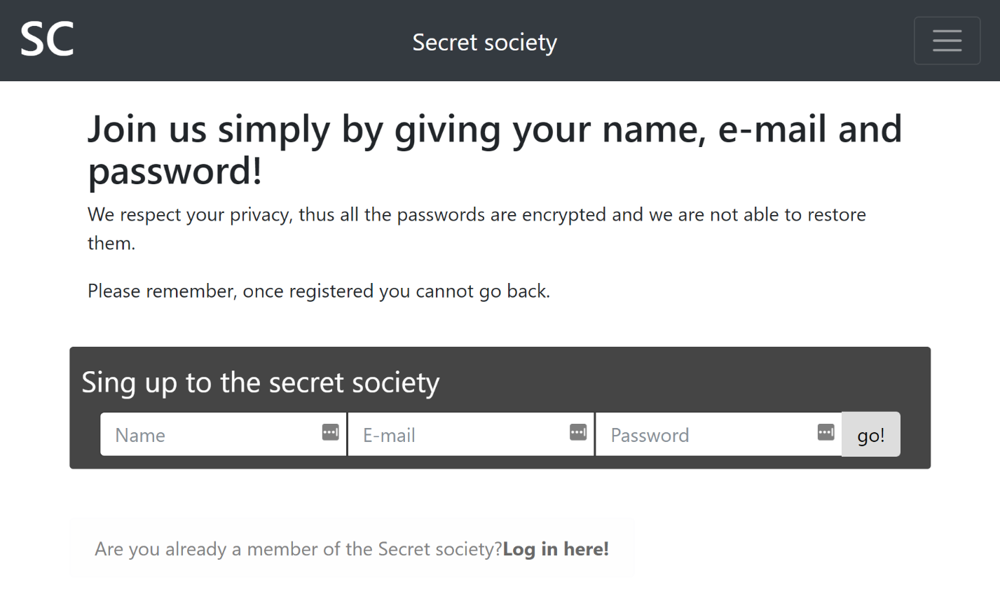 SC
Secret society
Join us simply by giving your name, e-mail and
password!
We respect your privacy, thus all the passwords are encrypted and we are not able to restore
them.
Please remember, once registered you cannot go back.
Sing up to the secret society
Name
E-mail
Password
go!
Are you already a member of the Secret society?Log in here!